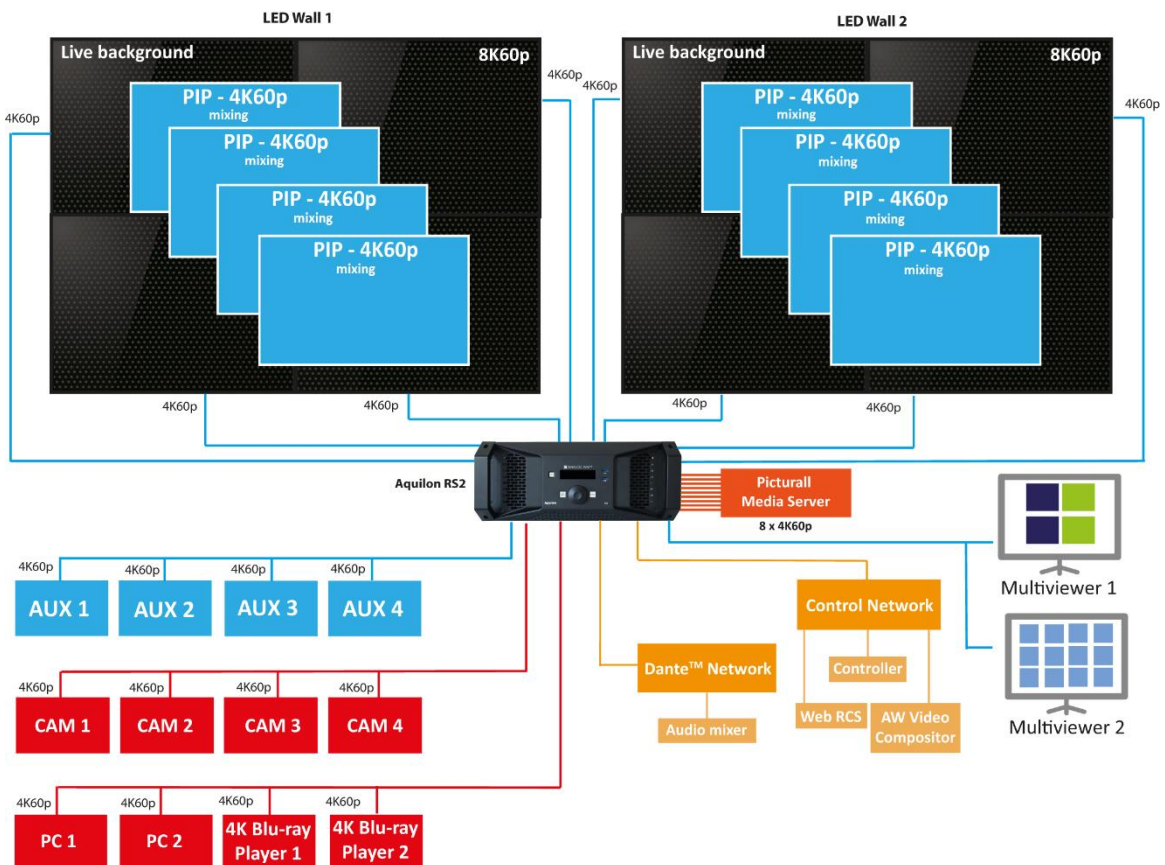 LED Wall 1
LED Wall 2
Live background
8K60p
PIP - 4K60p
mixing
PIP - 4K60p
mixing
PIP - 4K60p
mixing
PIP - 4K60p
mixing
Live background
8K60p
PIP - 4K60p
mixing
PIP - 4K60p
mixing
PIP - 4K60p
mixing
PIP - 4K60p
mixing
4K60p
4K60p
4K60p
4K60p
4K60p
4K60p
4K60p
4K60p
Aquilon RS2
Picturall
Media Server
8 x 4K60p
4K60p
4K60p
4K60p
4K60p
AUX 1
AUX 2
AUX 3
AUX 4
Multiviewer 1
Control Network
Controller
Web RCS
AW Video
Compositor
Dante™ Network
Audio mixer
Multiviewer 2
4K60p
4K60p
4K60p
4K60p
CAM 1
CAM 2
CAM 3
CAM 4
4K60p
4K60p
4K60p
4K60p
PC 1
PC 2
4K Blu-ray
Player 1
4K Blu-ray
Player 2